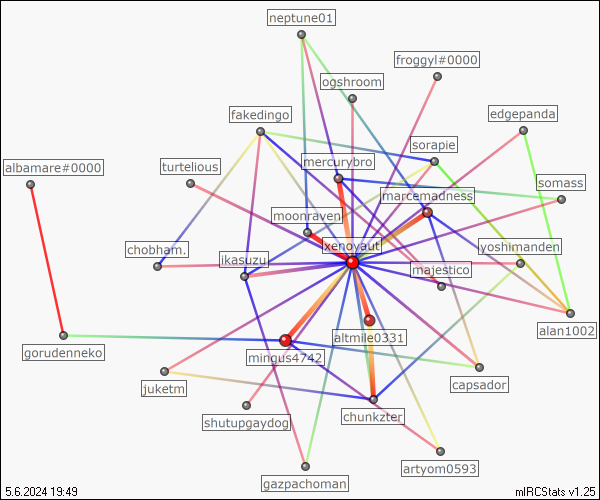 neptune01
froggyl#0000
ogshroom
edgepanda
fakedingo
sorapie
albamare#0000
turtelious
mercurybro
marcemadness
somass
moonraven
xenoyaut
yoshmanden
chobham.
ikasuzu
majestico
altmile0331
alan1002
gorudenneko
mingus4742
juketm
capsador
chunkzter
shutupgaydog
artyom0593
gazpachoman
5.6.2024 19:49
mIRCStats v1.25